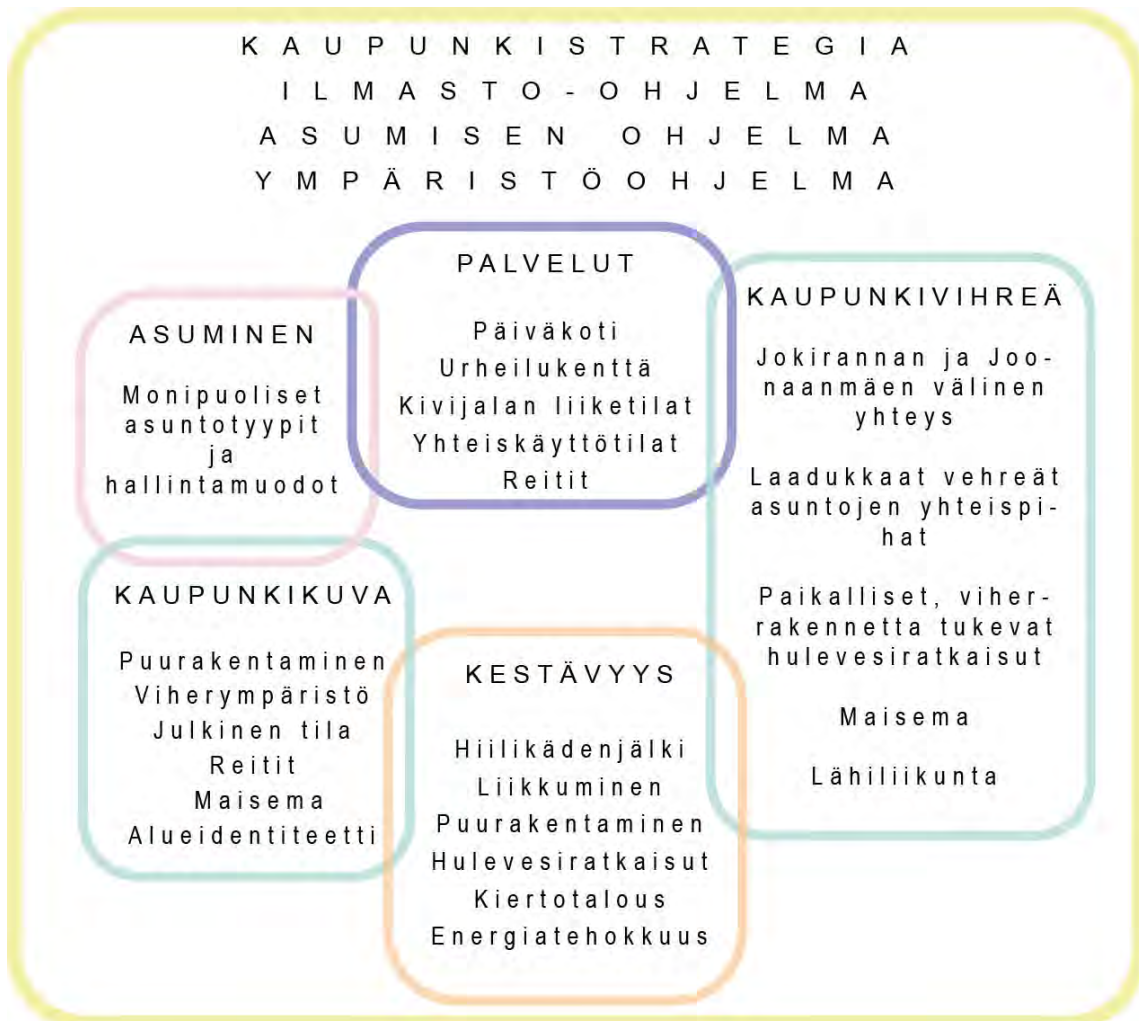 KAUPUNKISTRATEGIA
ILMASTO-OHJELMA
ASUMISEN OHJELMA
YMPÄRISTÖOHJELMA
PALVELUT
Päiväkoti
Urheilukenttä
Kivijalan liiketilat
Yhteiskäyttötilat
Reitit
ASUMINEN
Monipuoliset
asuntotyypit
ja
hallintamuodot
KAUPUNKIVIHREÄ
Jokirannan ja Joo-
naanmäen välinen
yhteys
Laadukkaat vehreät
asuntojen yhteispi-
hat
Paikalliset, viher-
rakennetta tukevat
hulevesiratkaisut
Maisema
Lähiliikunta
KAUPUNKIKUVA
Puurakentaminen
Viherympäristö
Julkinen tila
Reitit
Maisema
Alueidentiteetti
KESTÄVYYS
Hiilikädenjälki
Liikkuminen
Puurakentaminen
Hulevesiratkaisut
Kiertotalous
Energiatehokkuus